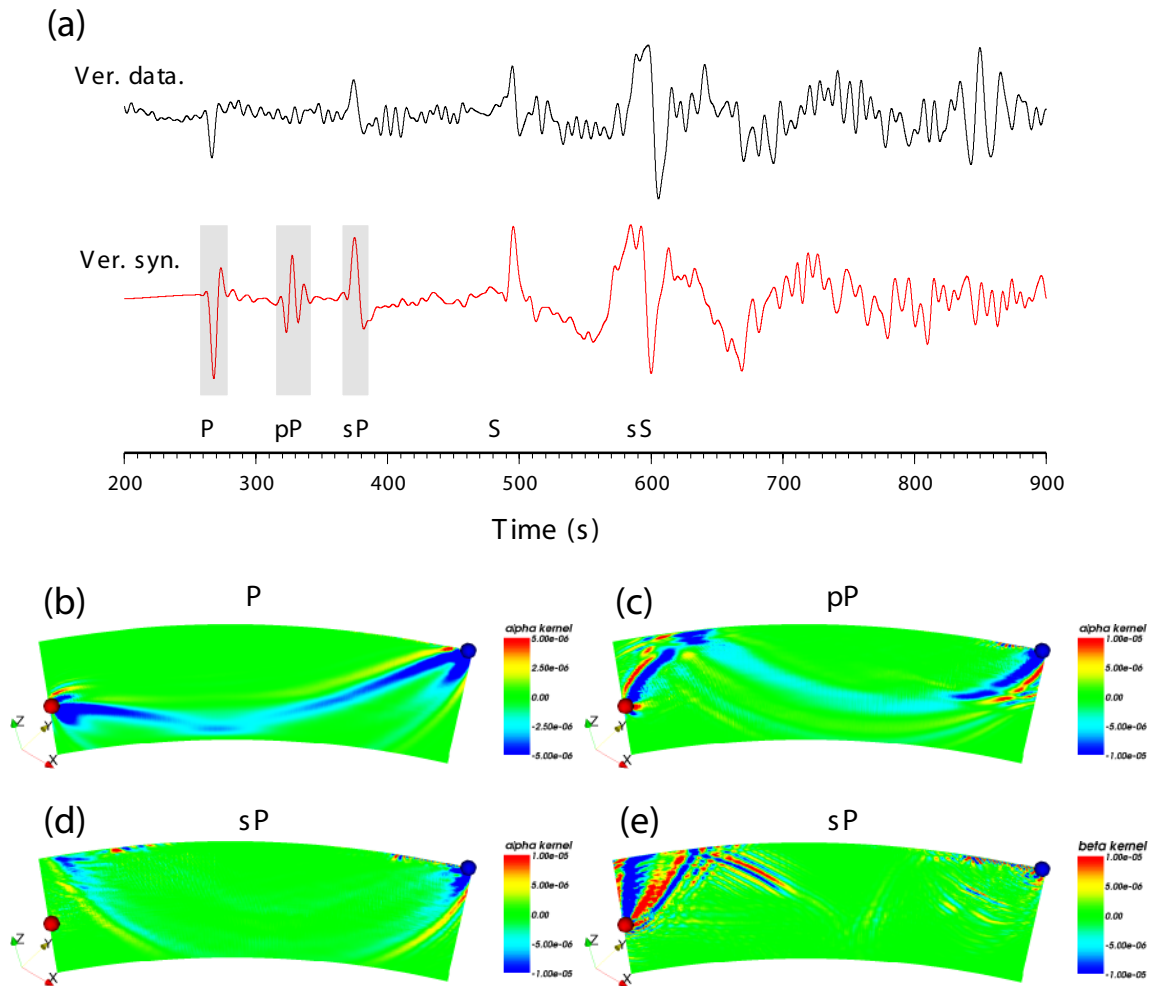 (a)
Ver. data.
Ver. syn.
P pP sP S sS
200 300 400 500 600 700 800 900
Time (s)
(b) P
alpha kernel
5.00e-06
2.50e-06
0.00
-2.50e-06
-5.00e-06
Z
Y
X
(c) pP
alpha kernel
1.00e-05
5.00e-06
0.00
-5.00e-06
-1.00e-05
Z
Y
X
(d) sP
alpha kernel
1.00e-05
5.00e-06
0.00
-5.00e-06
-1.00e-05
Z
Y
X
(e) sP
beta kernel
1.00e-05
5.00e-06
0.00
-5.00e-06
-1.00e-05
Z
Y
X